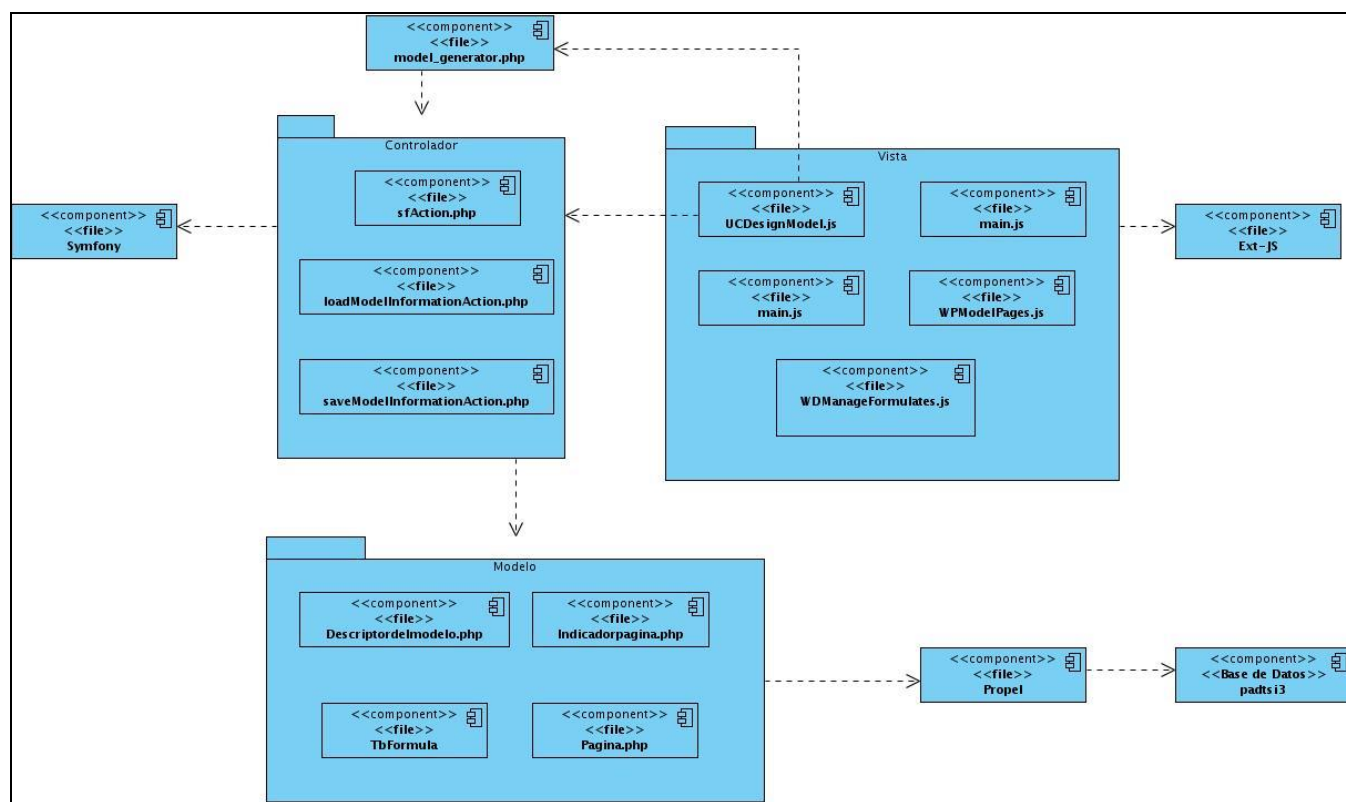 <<component>>
<<file>>
model_generator.php
Controlador
<<component>>
<<file>>
sfAction.php
<<component>>
<<file>>
loadModelInformationAction.php
<<component>>
<<file>>
saveModelInformationAction.php
<<component>>
<<file>>
Symfony
Vista
<<component>>
<<file>>
UCDesignModel.js
<<component>>
<<file>>
main.js
<<component>>
<<file>>
main.js
<<component>>
<<file>>
WPModelPages.js
<<component>>
<<file>>
WDManageFormulates.js
<<component>>
<<file>>
Ext-JS
Modelo
<<component>>
<<file>>
Descriptordelmodelo.php
<<component>>
<<file>>
Indicadorpagina.php
<<component>>
<<file>>
TbFormula
<<component>>
<<file>>
Pagina.php
<<component>>
<<file>>
Propel
<<component>>
<<Base de Datos>>
padtsi3